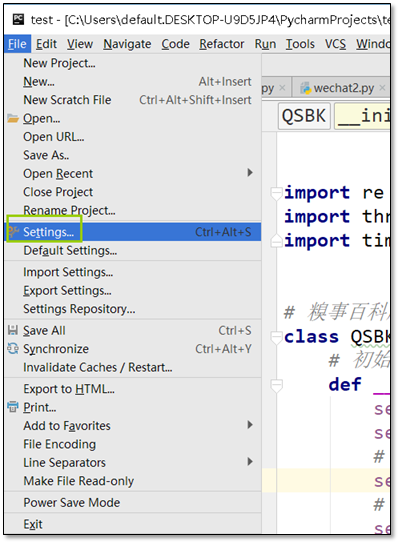 PC test - [C:\Users\default.DESKTOP-U9D5JP4\PycharmProjects\te
File Edit View Navigate Code Refactor Run Tools VCS Window
New Project...
New... Alt+Insert
New Scratch File Ctrl+Alt+Shift+Insert
Open...
Open URL...
Save As..
Open Recent
Close Project
Rename Project...
Settings... Ctrl+Alt+S
Default Settings...
Import Settings...
Export Settings...
Settings Repository...
Save All Ctrl+S
Synchronize Ctrl+Alt+Y
Invalidate Caches / Restart...
Export to HTML...
Print...
Add to Favorites
File Encoding
Line Separators
Make File Read-only
Power Save Mode
Exit
py wechat2.py
QSBK __ini
import re
import thr
import tim
# 糗事百科
class QSBK
# 初始
def __
se
se
#
se
#
se